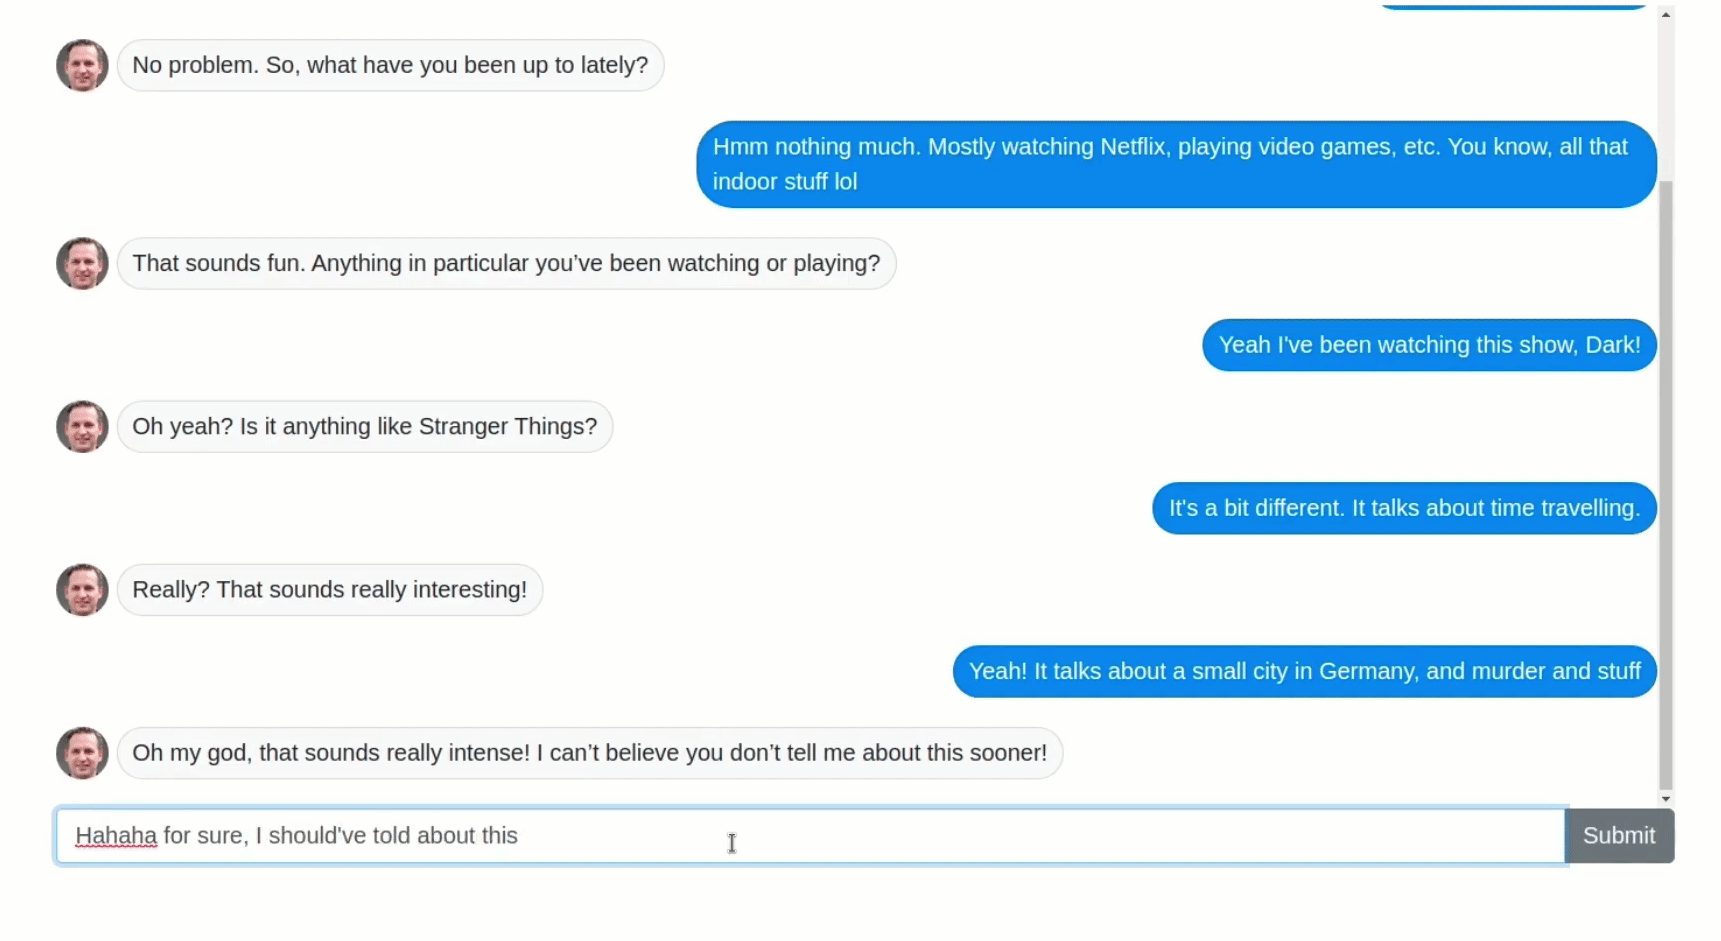 No problem. So, what have you been up to lately?
Hmm nothing much. Mostly watching Netflix, playing video games, etc. You know, all that
indoor stuff lol
That sounds fun. Anything in particular you’ve been watching or playing?
Yeah I've been watching this show, Dark!
Oh yeah? Is it anything like Stranger Things?
It's a bit different. It talks about time travelling.
Really? That sounds really interesting!
Yeah! It talks about a small city in Germany, and murder and stuff
Oh my god, that sounds really intense! I can’t believe you don’t tell me about this sooner!
Hahaha for sure, I should've told about this
Submit